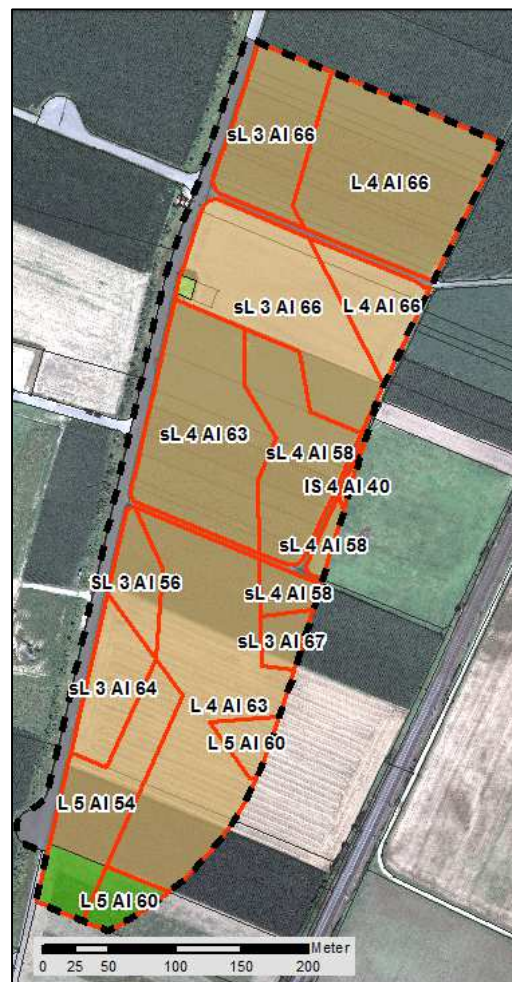 sL 3 Al 66
L 4 Al 66
sL 3 Al 66
L 4 Al 66
sL 4 Al 63
sL 4 Al 58
lS 4 Al 40
sL 4 Al 58
SL 3 Al 56
sL 4 Al 58
sL 3 Al 67
sL 3 Al 64
L 4 Al 63
L 5 Al 60
L 5 Al 54
L 5 Al 60
Meter
0 25 50 100 150 200